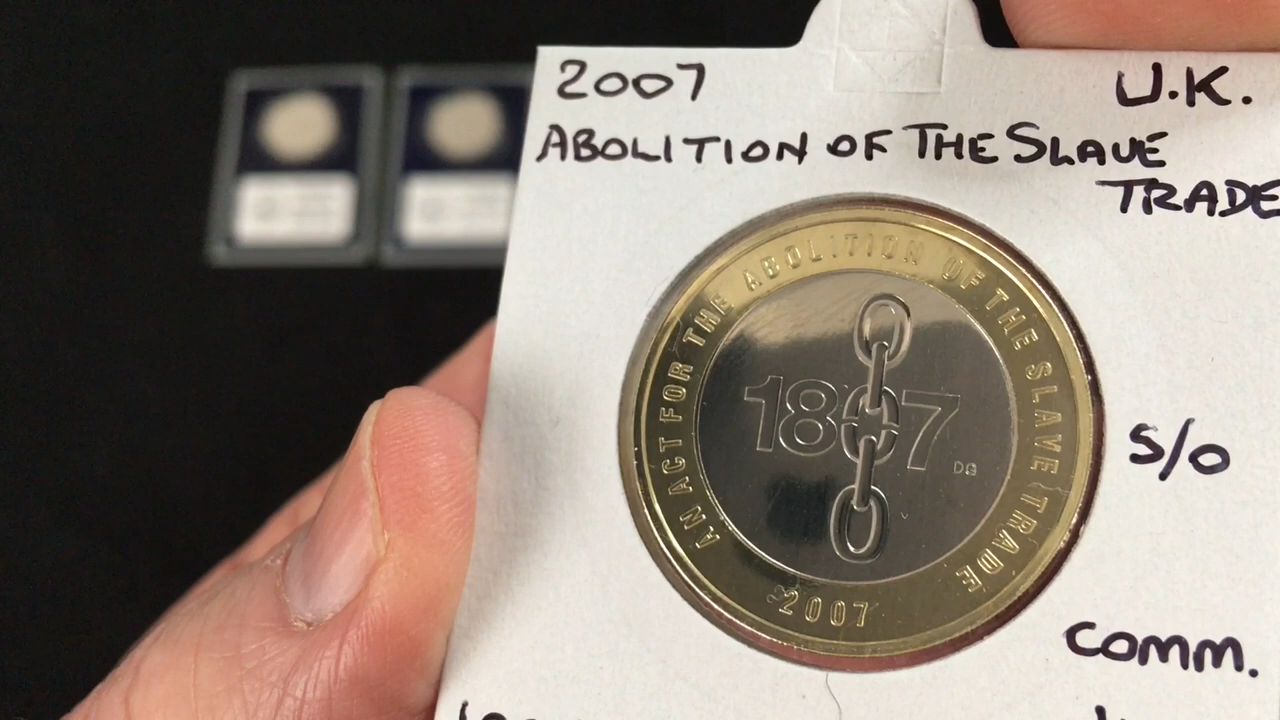 2007 U.K.
ABOLITION OF THE SLAVE
TRADE
AN ACT FOR THE ABOLITION OF THE SLAVE TRADE
1807
DG
2007
S/O
COMM.